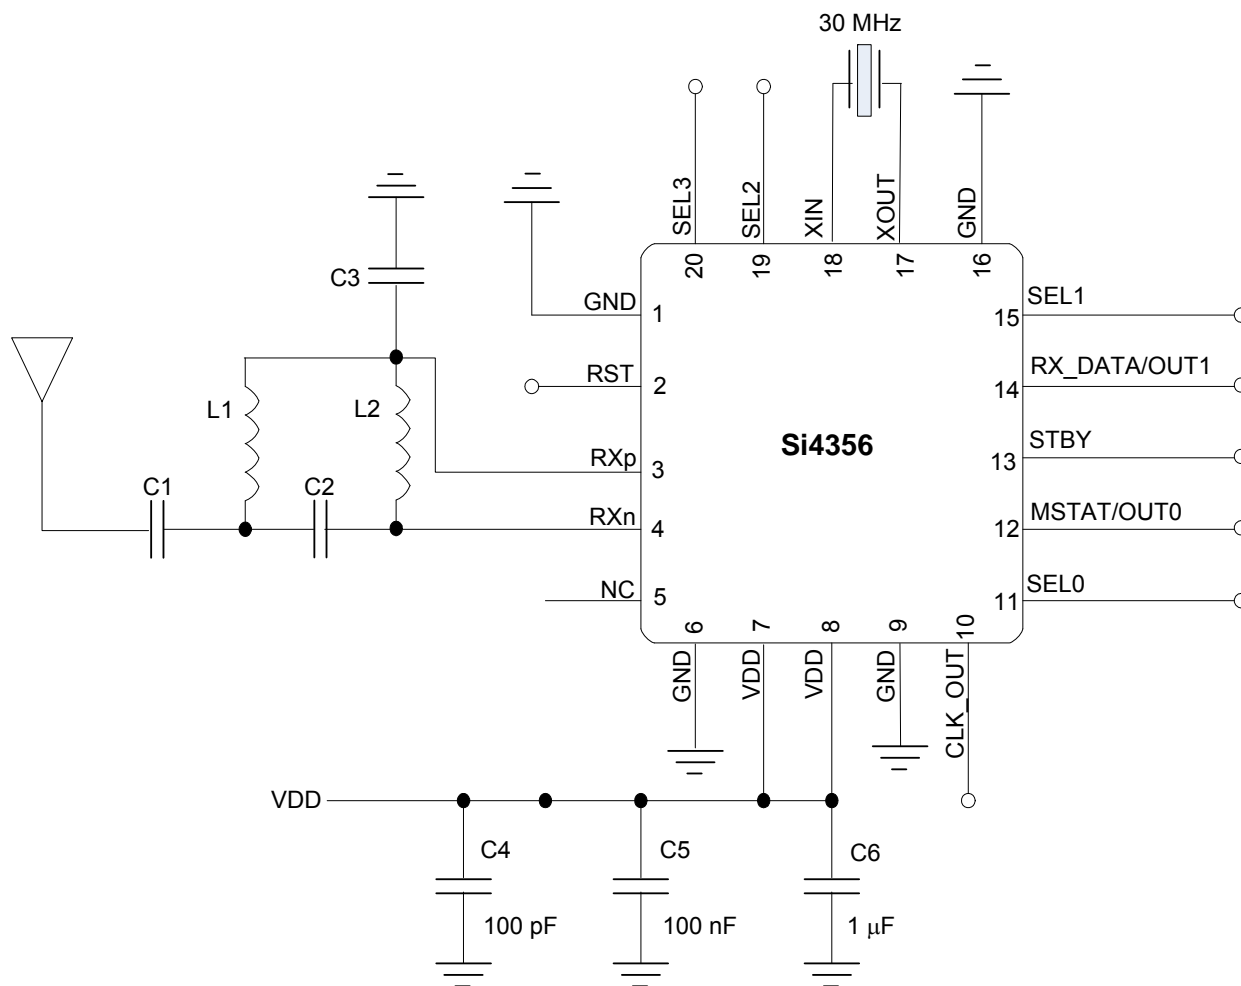 30 MHz
SEL3
SEL2
XIN
XOUT
GND
20
19
18
17
16
C3
GND
1
15
SEL1
RST
2
14
RX_DATA/OUT1
L1
L2
Si4356
RXp
3
13
STBY
C1
C2
RXn
4
12
MSTAT/OUT0
NC
5
11
SEL0
6
7
8
9
10
GND
VDD
VDD
GND
CLK_OUT
VDD
C4
C5
C6
100 pF
100 nF
1 μF